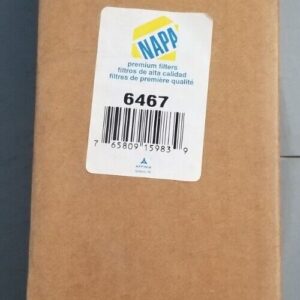 NAPA
premium filters
filtros de alta calidad
filtres de première qualité
6467
7 65809 15983 9